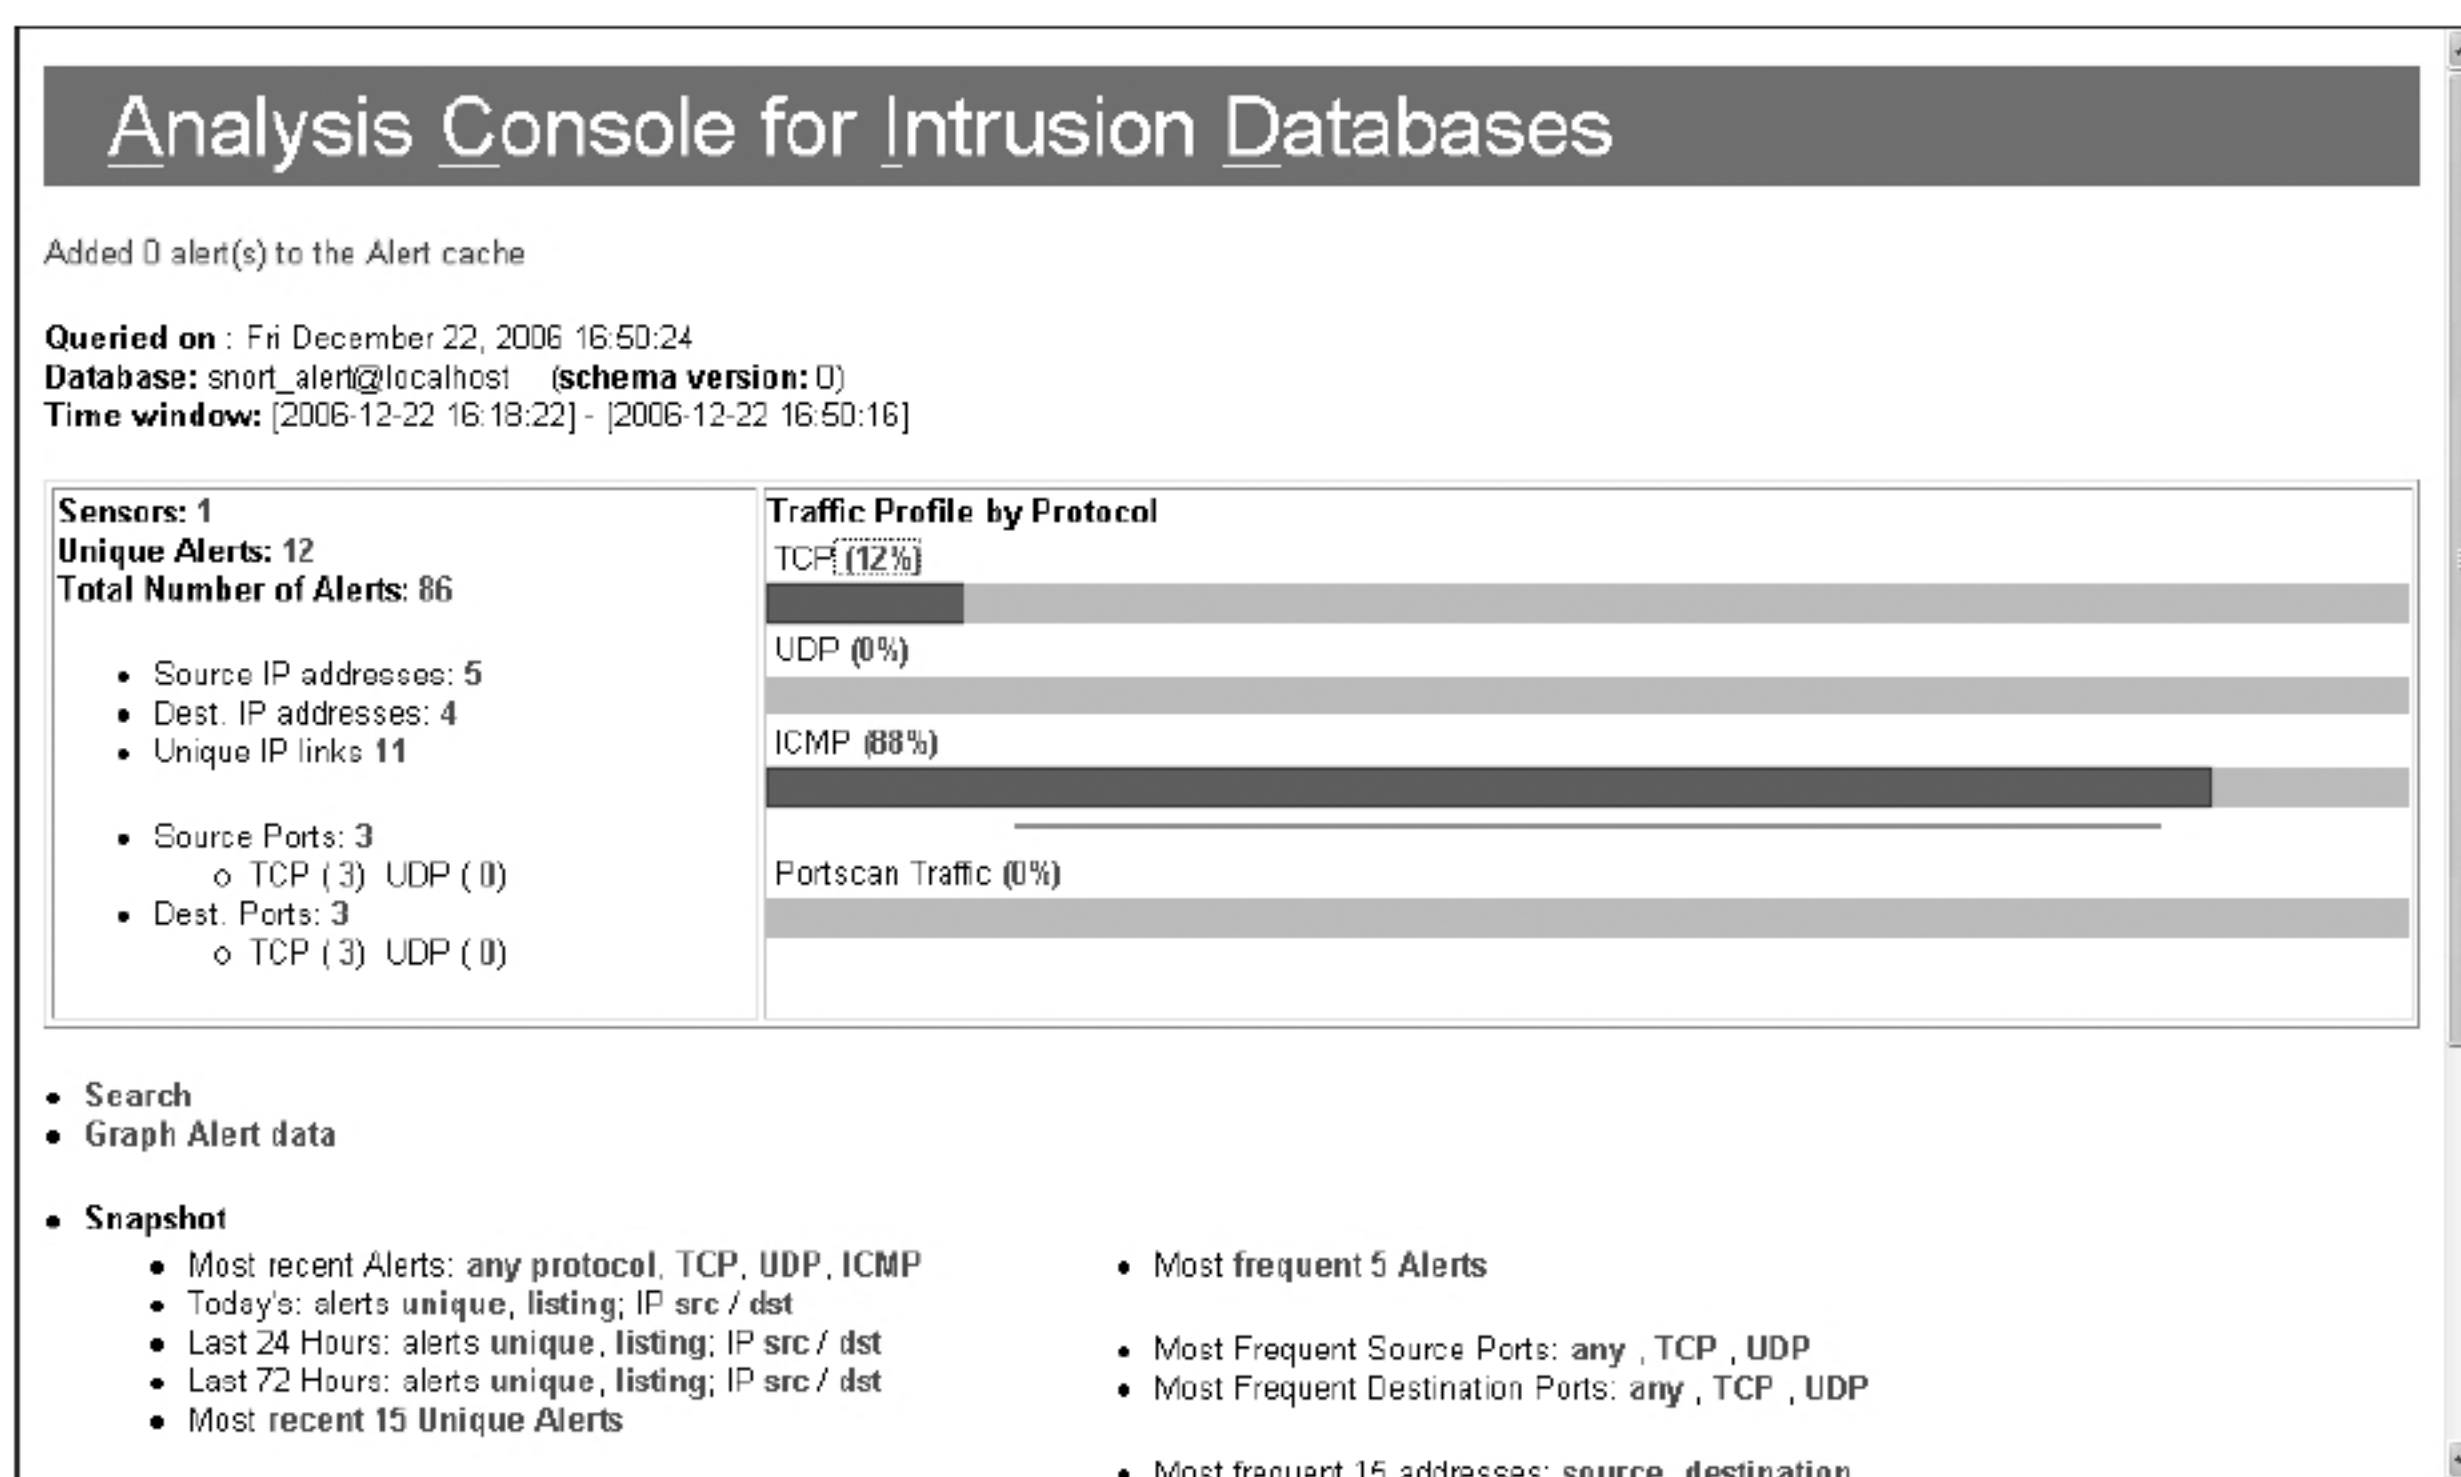 Analysis Console for Intrusion Databases
Added 0 alert(s) to the Alert cache
Queried on : Fri December 22, 2006 16:50:24
Database: snort_alert@localhost (schema version: 0)
Time window: [2006-12-22 16:18:22] - [2006-12-22 16:50:16]
Sensors: 1
Unique Alerts: 12
Total Number of Alerts: 86
• Source IP addresses: 5
• Dest. IP addresses: 4
• Unique IP links 11
• Source Ports: 3
o TCP ( 3) UDP ( 0)
• Dest. Ports: 3
o TCP ( 3) UDP ( 0)
Traffic Profile by Protocol
TCP (12%)
UDP (0%)
ICMP (88%)
Portscan Traffic (0%)
• Search
• Graph Alert data
• Snapshot
• Most recent Alerts: any protocol, TCP, UDP, ICMP
• Today's: alerts unique, listing; IP src / dst
• Last 24 Hours: alerts unique, listing; IP src / dst
• Last 72 Hours: alerts unique, listing; IP src / dst
• Most recent 15 Unique Alerts
• Most frequent 5 Alerts
• Most Frequent Source Ports: any , TCP , UDP
• Most Frequent Destination Ports: any , TCP , UDP
• Most frequent 15 addresses: source, destination